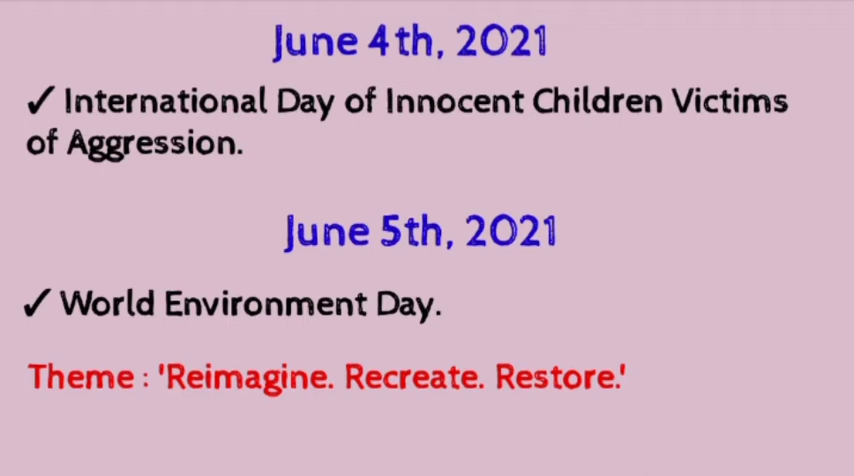 June 4th, 2021
✓ International Day of Innocent Children Victims
of Aggression.
June 5th, 2021
✓ World Environment Day.
Theme : 'Reimagine. Recreate. Restore.'